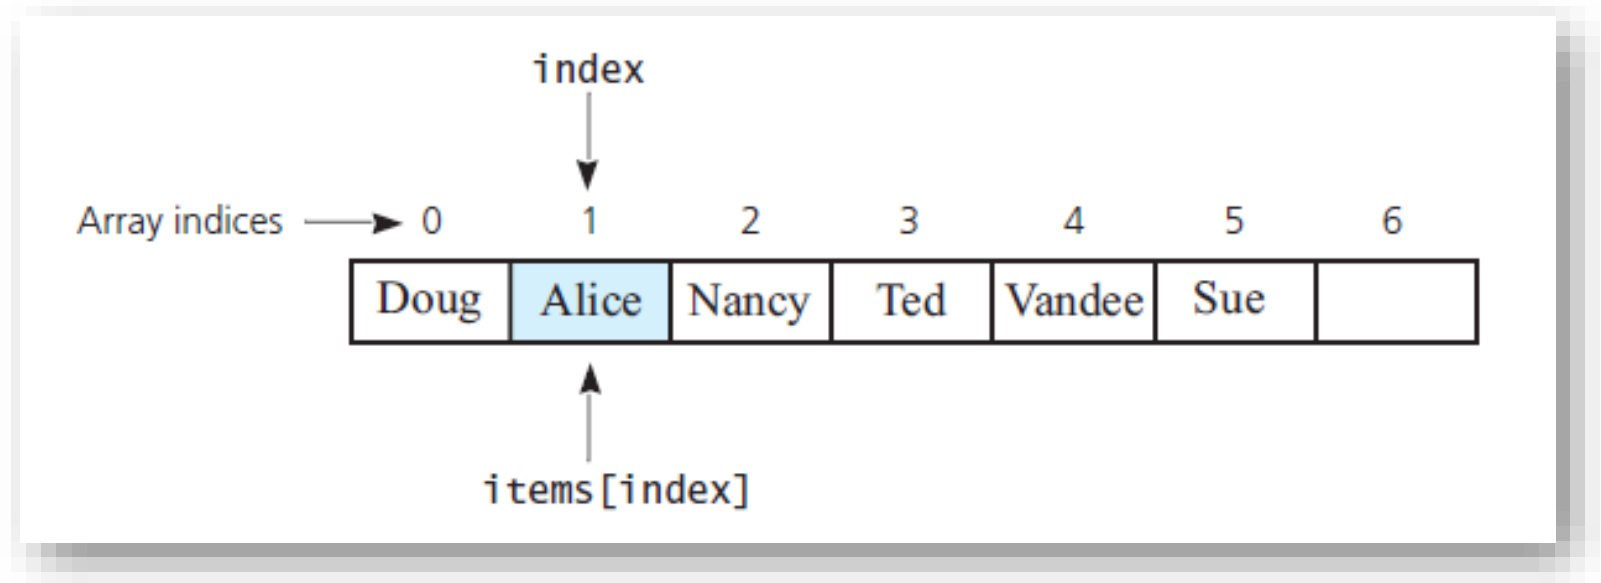 index
Array indices 0 1 2 3 4 5 6
Doug Alice Nancy Ted Vandee Sue
items[index]